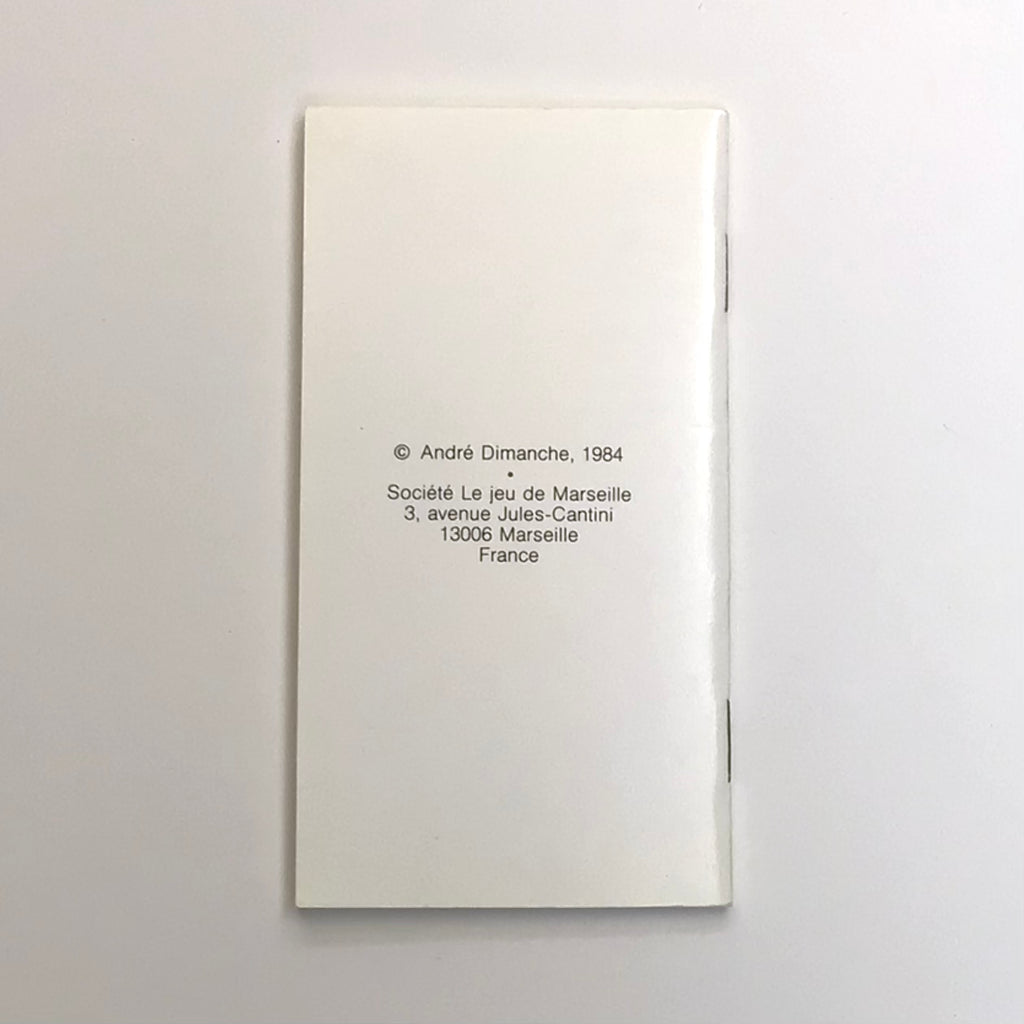 © André Dimanche, 1984
•
Société Le jeu de Marseille
3, avenue Jules-Cantini
13006 Marseille
France